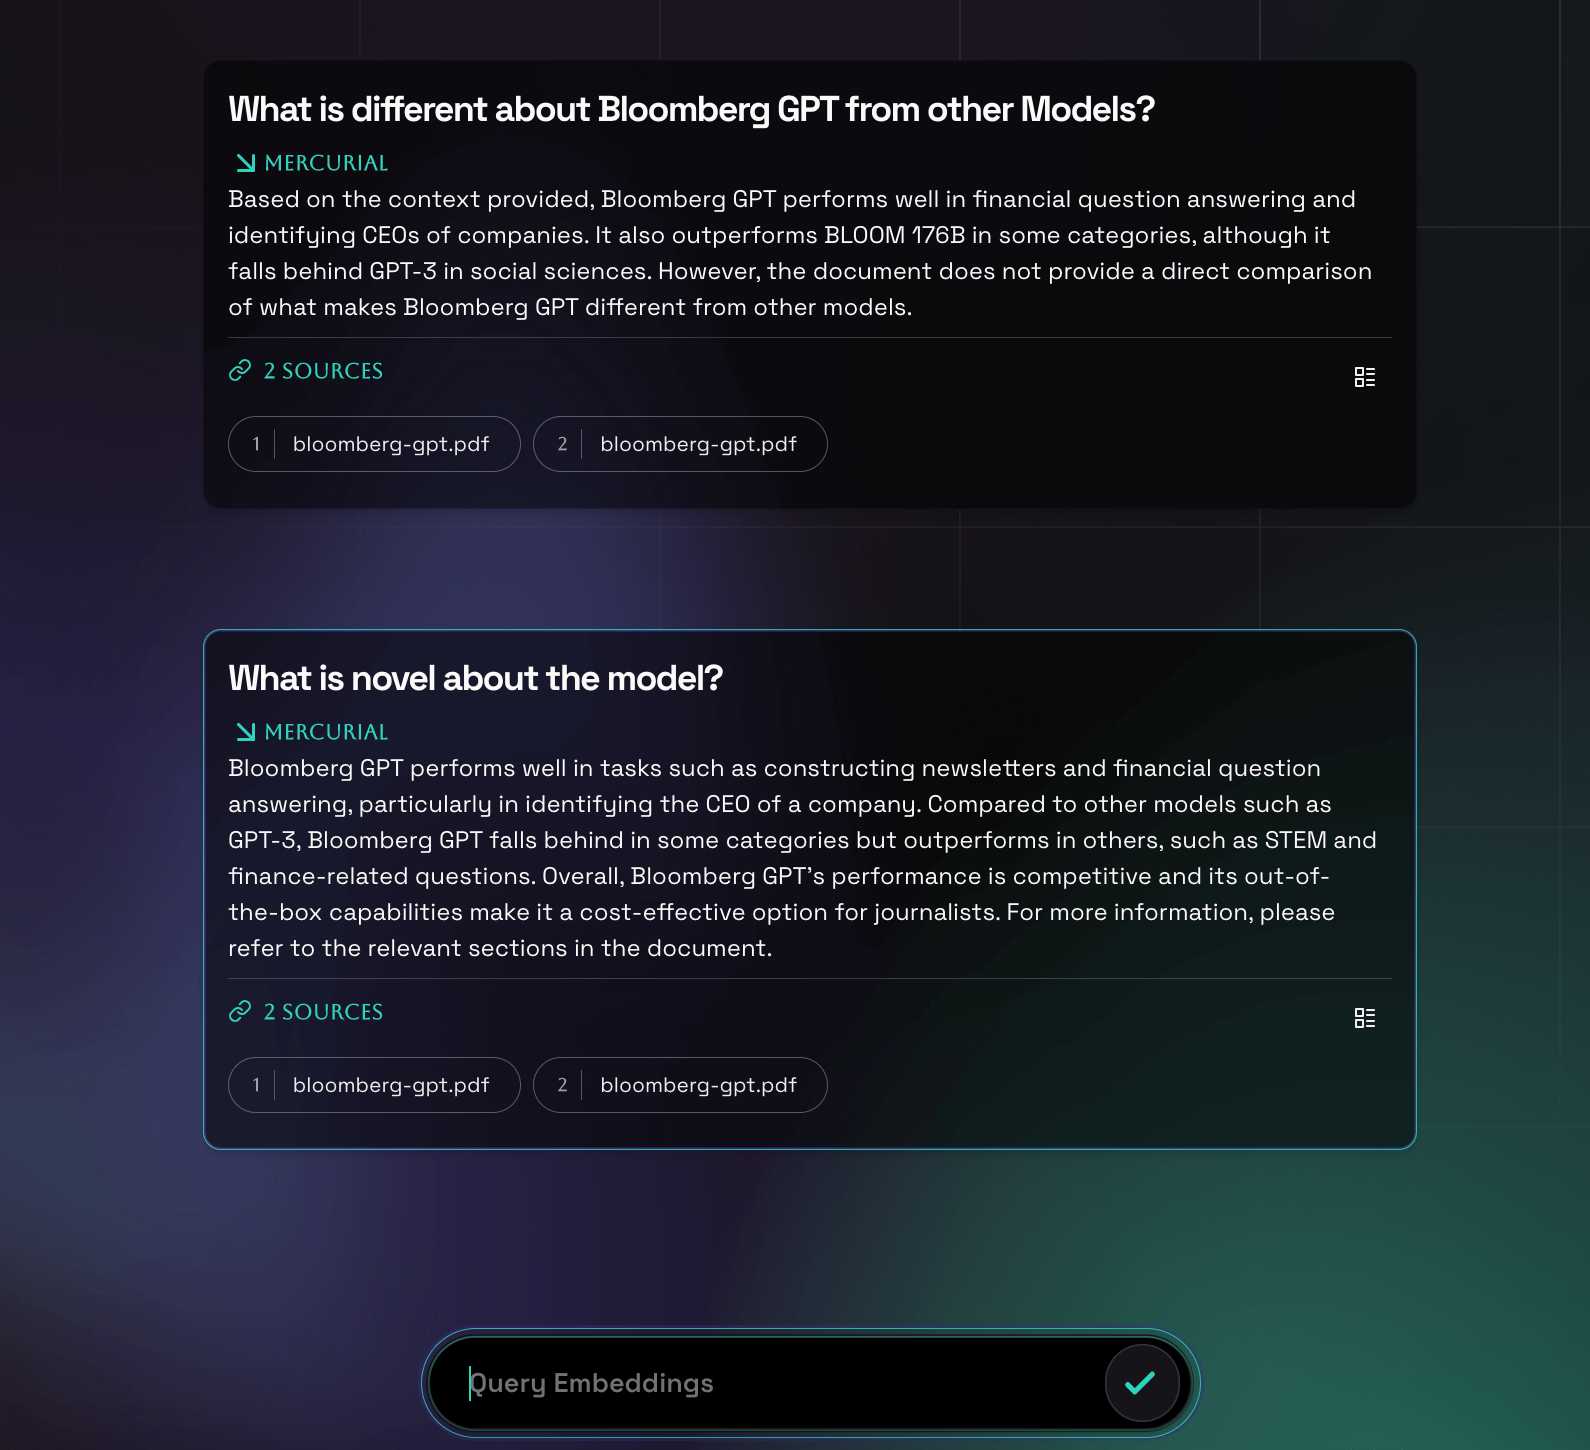 What is different about Bloomberg GPT from other Models?
MERCURIAL
Based on the context provided, Bloomberg GPT performs well in financial question answering and
identifying CEOs of companies. It also outperforms BLOOM 176B in some categories, although it
falls behind GPT-3 in social sciences. However, the document does not provide a direct comparison
of what makes Bloomberg GPT different from other models.
2 SOURCES
1 bloomberg-gpt.pdf 2 bloomberg-gpt.pdf
What is novel about the model?
MERCURIAL
Bloomberg GPT performs well in tasks such as constructing newsletters and financial question
answering, particularly in identifying the CEO of a company. Compared to other models such as
GPT-3, Bloomberg GPT falls behind in some categories but outperforms in others, such as STEM and
finance-related questions. Overall, Bloomberg GPT's performance is competitive and its out-of-
the-box capabilities make it a cost-effective option for journalists. For more information, please
refer to the relevant sections in the document.
2 SOURCES
1 bloomberg-gpt.pdf 2 bloomberg-gpt.pdf
Query Embeddings